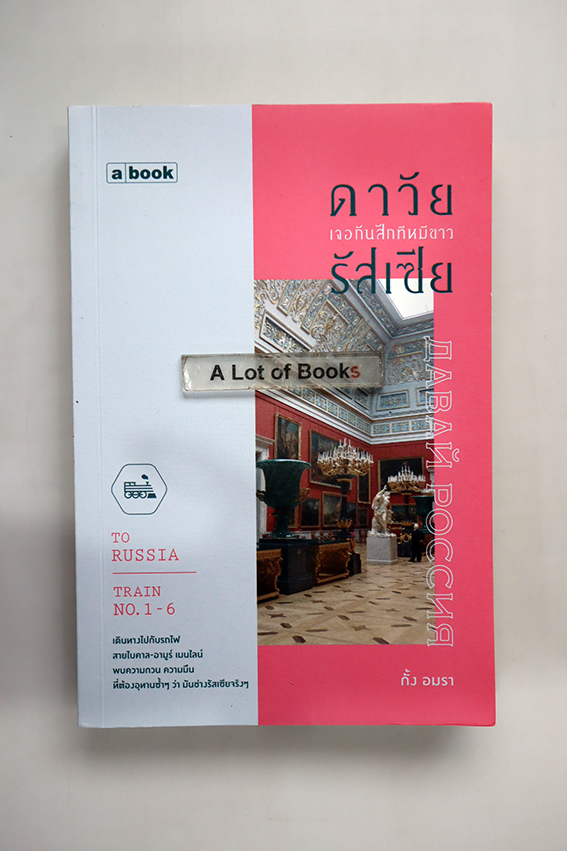 a book
ดาวัย
เจอกันสักทีหมีขาว
รัสเซีย
ДАВАЙ РОССИЯ
A Lot of Books
TO
RUSSIA
TRAIN
NO. 1-6
เดินทางไปกับรถไฟ
สายไบคาล-อามูร์ เมนไลน์
พบความกวน ความมึน
ที่ต้องอุทานซ้ำๆ ว่า มันช่างรัสเซียจริงๆ
กั้ง อมรา